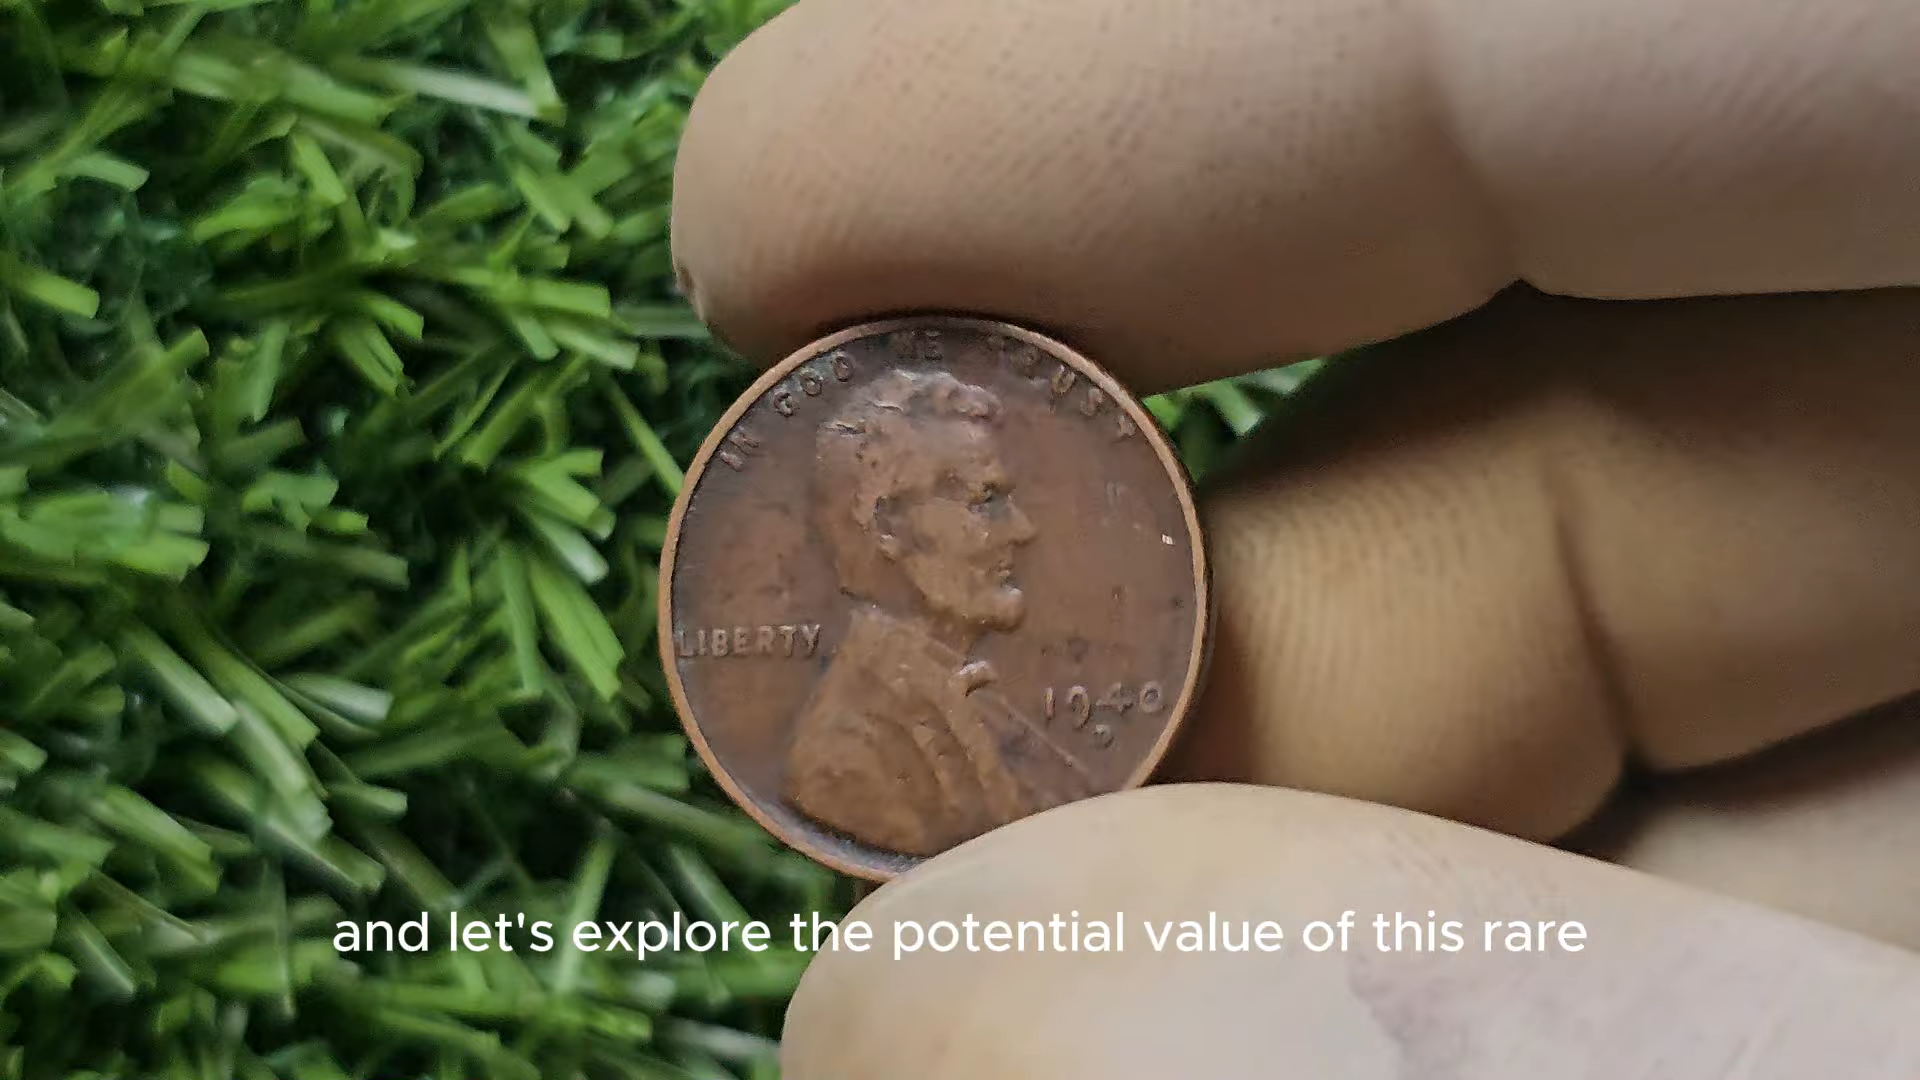 IN GOD WE TRUST
LIBERTY
1940
D
and let's explore the potential value of this rare